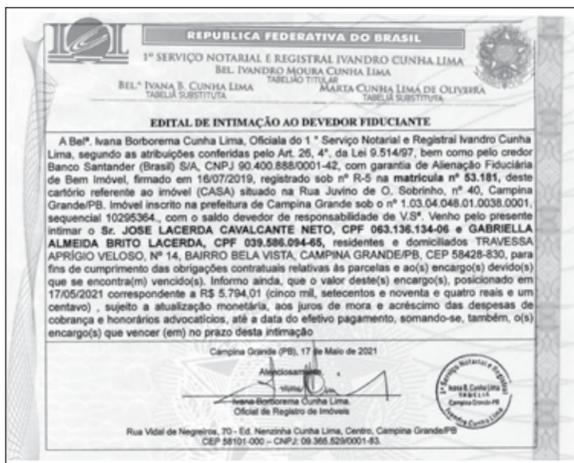 REPUBLICA FEDERATIVA DO BRASIL
1º SERVIÇO NOTARIAL E REGISTRAL IVANDRO CUNHA LIMA
BEL. IVANDRO MOURA CUNHA LIMA
TABELIÃO TITULAR
BEL.ª IVANA B. CUNHA LIMA MARTA CUNHA LIMA DE OLIVEIRA
TABELIÃ SUBSTITUTA TABELIÃ SUBSTITUTA
EDITAL DE INTIMAÇÃO AO DEVEDOR FIDUCIANTE
A Belª. Ivana Borborema Cunha Lima, Oficiala do 1 º Serviço Notarial e Registral Ivandro Cunha
Lima, segundo as atribuições conferidas pelo Art. 26, 4º. da Lei 9.514/97, bem como pelo credor
Banco Santander (Brasil) S/A, CNPJ 90.400.888/0001-42, com garantia de Alienação Fiduciária
de Bem Imóvel, firmado em 16/07/2019, registrado sob nº R-5 na matrícula nº 53.181, deste
cartório referente ao imóvel (CASA) situado na Rua Juvino de O. Sobrinho, nº 40, Campina
Grande/PB. Imóvel inscrito na prefeitura de Campina Grande sob o nº 1.03.04.048.01.0038.0001,
sequencial 10295364., com o saldo devedor de responsabilidade de V.Sª. Venho pelo presente
intimar o Sr. JOSE LACERDA CAVALCANTE NETO, CPF 063.136.134-06 e GABRIELLA
ALMEIDA BRITO LACERDA, CPF 039.586.094-65, residentes e domiciliados TRAVESSA
APRÍGIO VELOSO, Nº 14, BAIRRO BELA VISTA, CAMPINA GRANDE/PB, CEP 58428-830, para
fins de cumprimento das obrigações contratuais relativas às parcelas e ao(s) encargo(s) devido(s)
que se encontra(m) vencido(s). Informo ainda, que o valor deste(s) encargo(s), posicionado em
17/05/2021 correspondente a R$ 5.794,01 (cinco mil, setecentos e noventa e quatro reais e um
centavo) , sujeito a atualização monetária, aos juros de mora e acréscimo das despesas de
cobrança e honorários advocatícios, até a data do efetivo pagamento, somando-se, também, o(s)
encargo(s) que vencer (em) no prazo desta intimação
Campina Grande (PB), 17 de Maio de 2021
Atenciosamente
Ivana Borborema Cunha Lima.
Oficial de Registro de Imóveis
1º Serviço Notarial e Registral
Ivana B. Cunha Lima
TABELIÃ
Campina Grande-PB
Ivandro Cunha Lima
Rua Vidal de Negreiros, 70 - Ed. Nenzinha Cunha Lima, Centro, Campina Grande/PB
CEP 58101-000 – CNPJ: 09.365.529/0001-83.